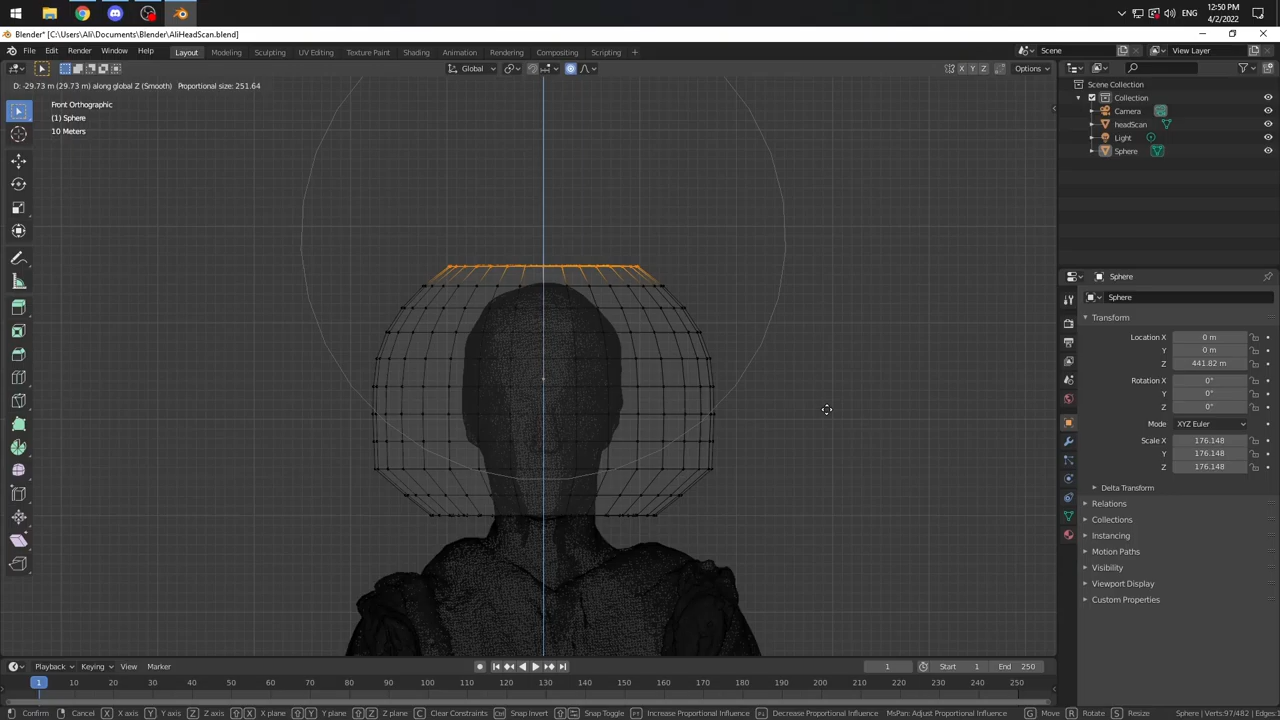 12:50 PM
ENG
4/2/2022
Blender* [C:\Users\Ali\Documents\Blender\AliHeadScan.blend]
File Edit Render Window Help Layout Modeling Sculpting UV Editing Texture Paint Shading Animation Rendering Compositing Scripting + Scene View Layer
Global X Y Z Options
D: -29.73 m (29.73 m) along global Z (Smooth) Proportional size: 251.64
Front Orthographic
(1) Sphere
10 Meters
Scene Collection
Collection
Camera
headScan
Light
Sphere
Sphere
Sphere
Transform
Location X 0 m
Y 0 m
Z 441.82 m
Rotation X 0°
Y 0°
Z 0°
Mode XYZ Euler
Scale X 176.148
Y 176.148
Z 176.148
Delta Transform
Relations
Collections
Instancing
Motion Paths
Visibility
Viewport Display
Custom Properties
Playback Keying View Marker 1 Start 1 End 250
1 10 20 30 40 50 60 70 80 90 100 110 120 130 140 150 160 170 180 190 200 210 220 230 240 250
Confirm Cancel X X axis Y Y axis Z Z axis X X plane Y Y plane Z Z plane C Clear Constraints Snap Invert Snap Toggle Increase Proportional Influence Decrease Proportional Influence MsPan: Adjust Proportional Influence G Move R Rotate S Resize Sphere | Verts:97/482 | Edges: